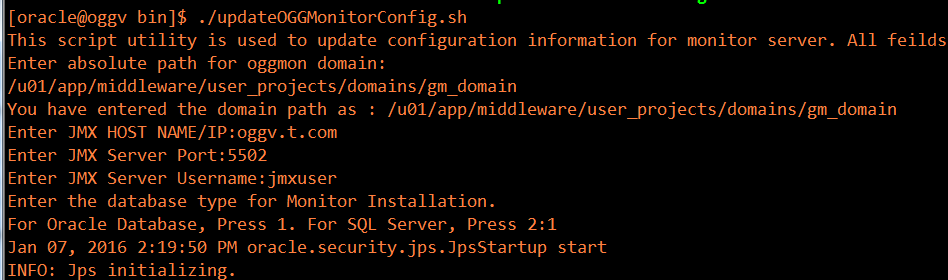 [oracle@oggv bin]$ ./updateOGGMonitorConfig.sh
This script utility is used to update configuration information for monitor server. All feilds
Enter absolute path for oggmon domain:
/u01/app/middleware/user_projects/domains/gm_domain
You have entered the domain path as : /u01/app/middleware/user_projects/domains/gm_domain
Enter JMX HOST NAME/IP:oggv.t.com
Enter JMX Server Port:5502
Enter JMX Server Username:jmxuser
Enter the database type for Monitor Installation.
For Oracle Database, Press 1. For SQL Server, Press 2:1
Jan 07, 2016 2:19:50 PM oracle.security.jps.JpsStartup start
INFO: Jps initializing.